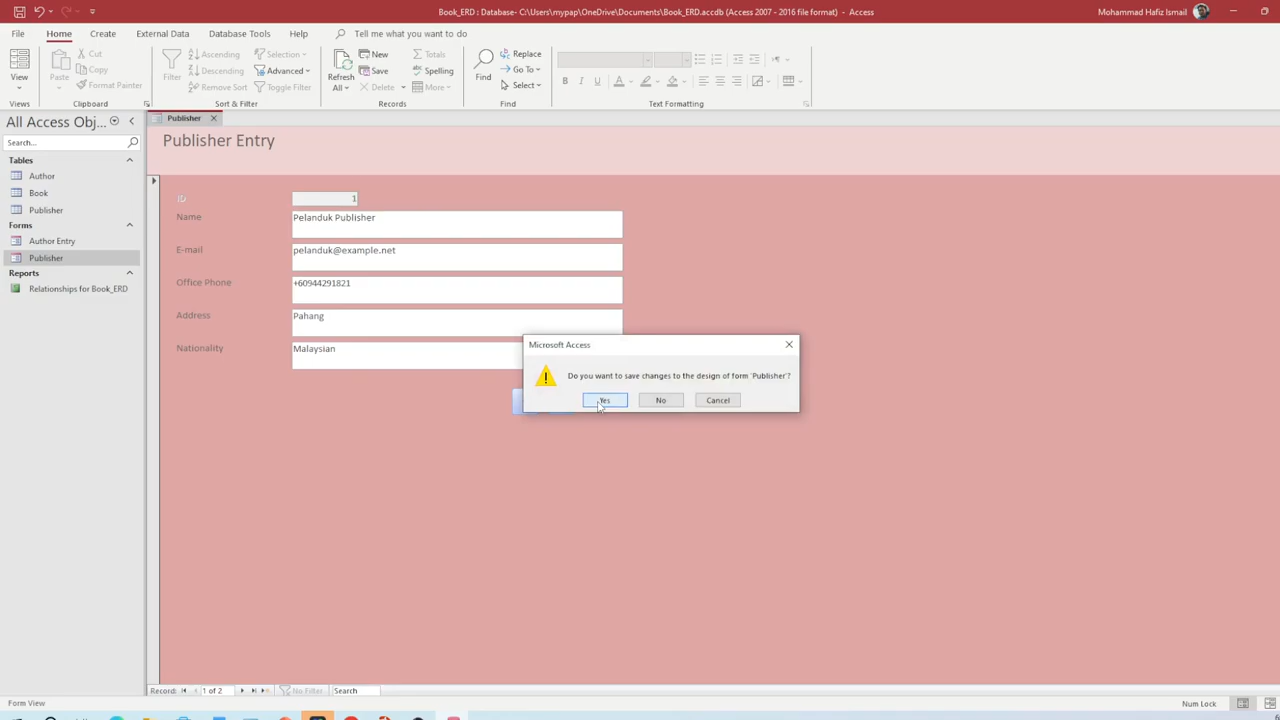 Book_ERD : Database- C:\Users\mypap\OneDrive\Documents\Book_ERD.accdb (Access 2007 - 2016 file format) - Access
Mohammad Hafiz Ismail
File Home Create External Data Database Tools Help Tell me what you want to do
View
Views
Paste
Cut
Copy
Format Painter
Clipboard
Filter
Ascending
Descending
Remove Sort
Selection
Advanced
Toggle Filter
Sort & Filter
Refresh
All
New
Save
Delete
Totals
Spelling
More
Records
Find
Replace
Go To
Select
Find
B I U A
Text Formatting
All Access Obj...
Search...
Tables
Author
Book
Publisher
Forms
Author Entry
Publisher
Reports
Relationships for Book_ERD
Publisher
Publisher Entry
ID 1
Name Pelanduk Publisher
E-mail pelanduk@example.net
Office Phone +60944291821
Address Pahang
Nationality Malaysian
Microsoft Access
Do you want to save changes to the design of form 'Publisher'?
Yes No Cancel
Record: 1 of 2 No Filter Search
Form View
Num Lock